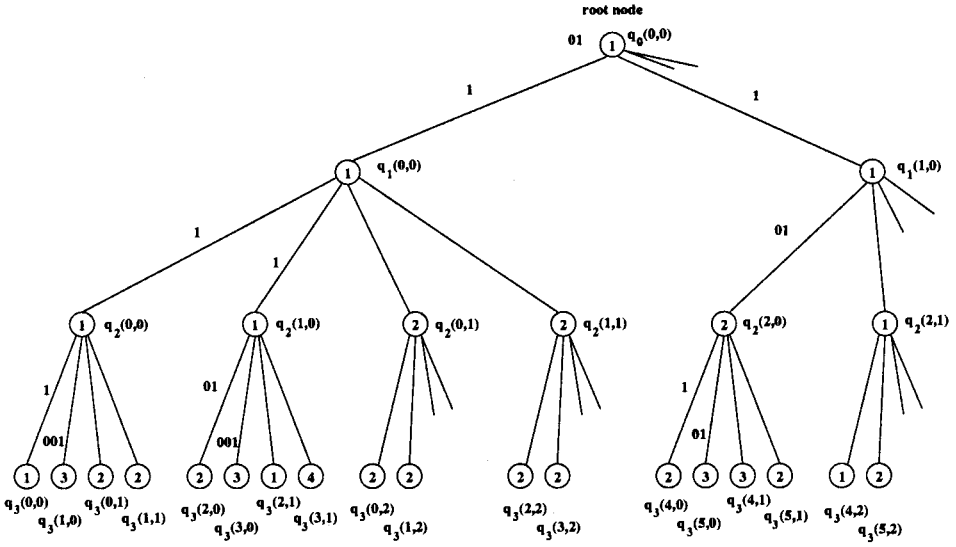 root node
01 1 q0(0,0)
1 1
1 q1(0,0) 1 q1(1,0)
1 1 01
1 q2(0,0) 1 q2(1,0) 2 q2(0,1) 2 q2(1,1) 2 q2(2,0) 1 q2(2,1)
1 01 1
001 001 01
1 3 2 2 2 3 1 4 2 2 2 2 2 3 3 2 1 2
q3(0,0) q3(0,1) q3(2,0) q3(2,1) q3(0,2) q3(2,2) q3(4,0) q3(4,1) q3(4,2)
q3(1,0) q3(1,1) q3(3,0) q3(3,1) q3(1,2) q3(3,2) q3(5,0) q3(5,1) q3(5,2)